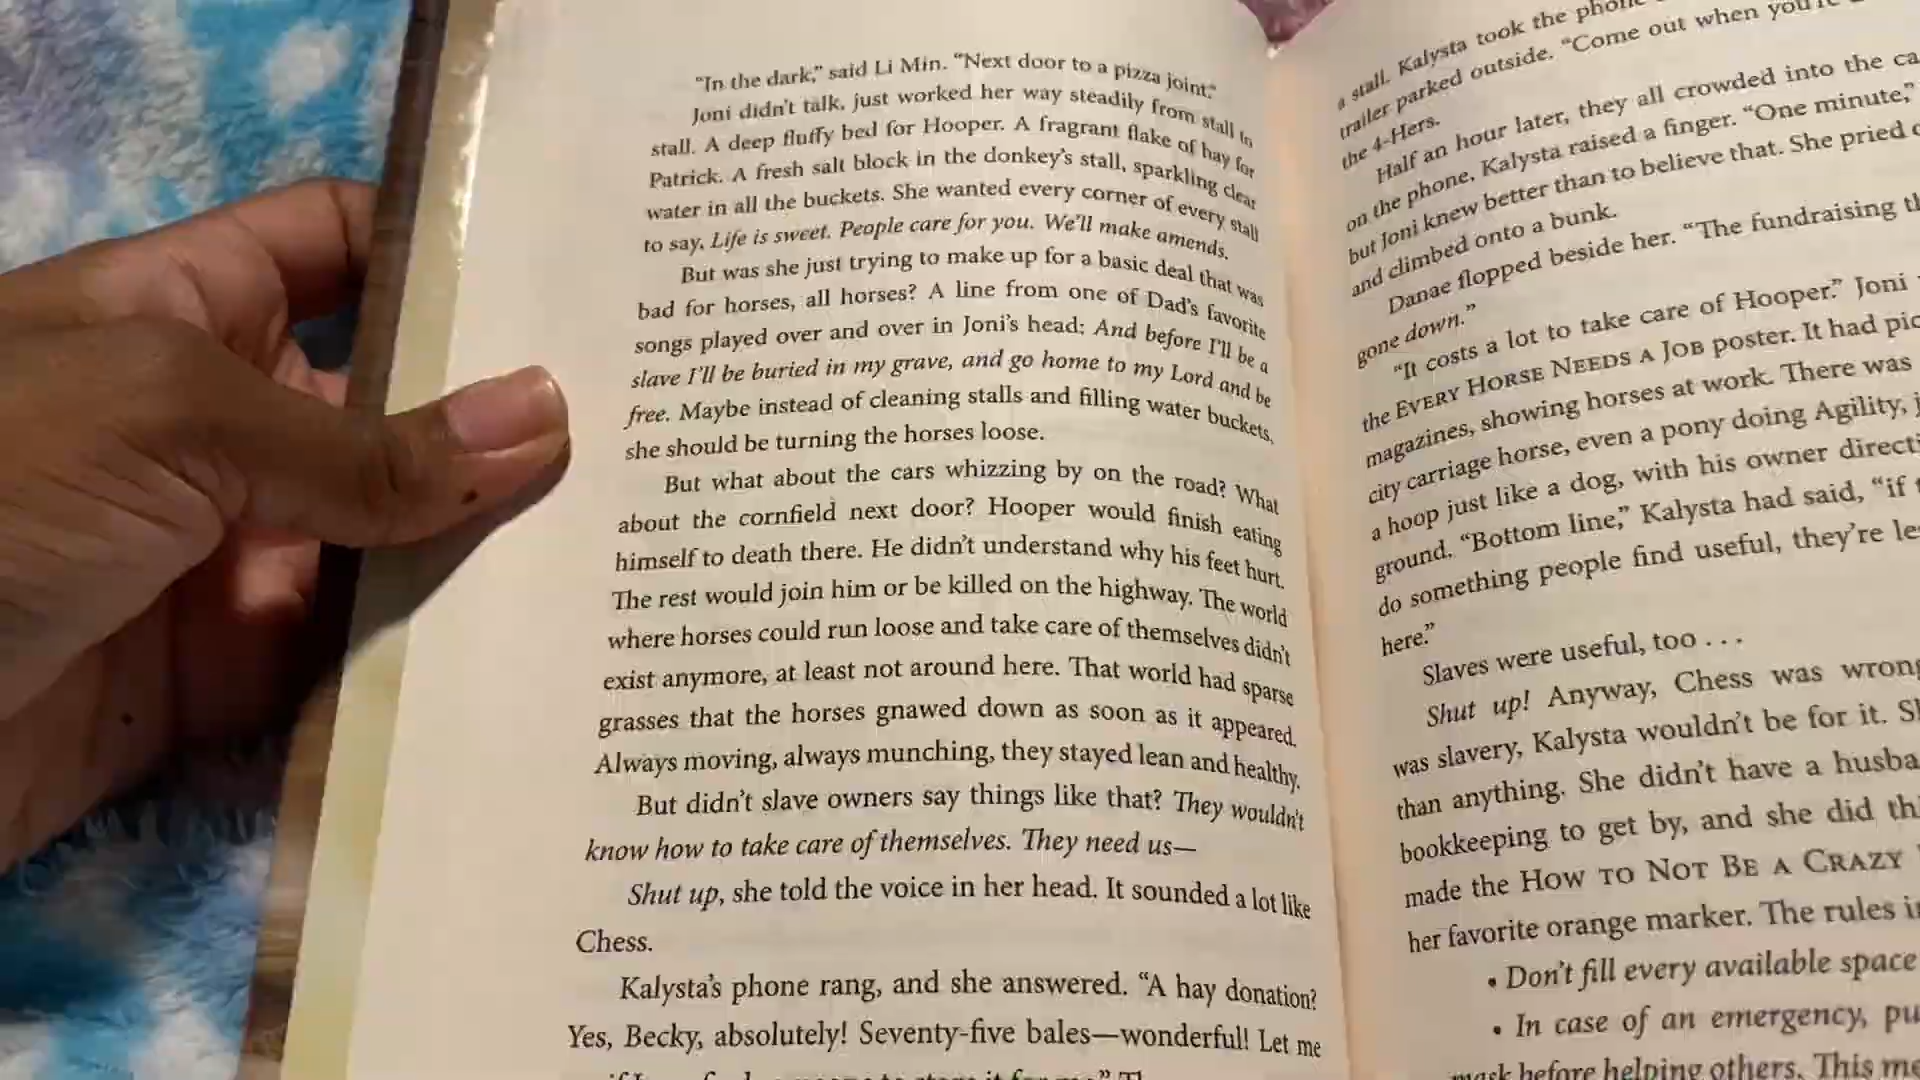 "In the dark," said Li Min. "Next door to a pizza joint."
Joni didn't talk, just worked her way steadily from stall to
stall. A deep fluffy bed for Hooper. A fragrant flake of hay for
Patrick. A fresh salt block in the donkey's stall, sparkling clear
water in all the buckets. She wanted every corner of every stall
to say, Life is sweet. People care for you. We'll make amends.
But was she just trying to make up for a basic deal that was
bad for horses, all horses? A line from one of Dad's favorite
songs played over and over in Joni's head: And before I'll be a
slave I'll be buried in my grave, and go home to my Lord and be
free. Maybe instead of cleaning stalls and filling water buckets,
she should be turning the horses loose.
But what about the cars whizzing by on the road? What
about the cornfield next door? Hooper would finish eating
himself to death there. He didn't understand why his feet hurt.
The rest would join him or be killed on the highway. The world
where horses could run loose and take care of themselves didn't
exist anymore, at least not around here. That world had sparse
grasses that the horses gnawed down as soon as it appeared.
Always moving, always munching, they stayed lean and healthy.
But didn't slave owners say things like that? They wouldn't
know how to take care of themselves. They need us—
Shut up, she told the voice in her head. It sounded a lot like
Chess.
Kalysta's phone rang, and she answered. "A hay donation?
Yes, Becky, absolutely! Seventy-five bales—wonderful! Let me
a stall. Kalysta took the phone
trailer parked outside. "Come out when you're
the 4-Hers.
Half an hour later, they all crowded into the
on the phone, Kalysta raised a finger. "One minute,"
but Joni knew better than to believe that. She pried
and climbed onto a bunk.
Danae flopped beside her. "The fundraising
gone down."
"It costs a lot to take care of Hooper." Joni
the EVERY HORSE NEEDS A JOB poster. It had
magazines, showing horses at work. There was
city carriage horse, even a pony doing Agility,
a hoop just like a dog, with his owner
ground. "Bottom line," Kalysta had said, "if
do something people find useful, they're
here."
Slaves were useful, too . . .
Shut up! Anyway, Chess was
was slavery, Kalysta wouldn't be for it.
than anything. She didn't have a
bookkeeping to get by, and she did
made the HOW TO NOT BE A CRAZY
her favorite orange marker. The rules
• Don't fill every available space
• In case of an emergency,
mask before helping others. This